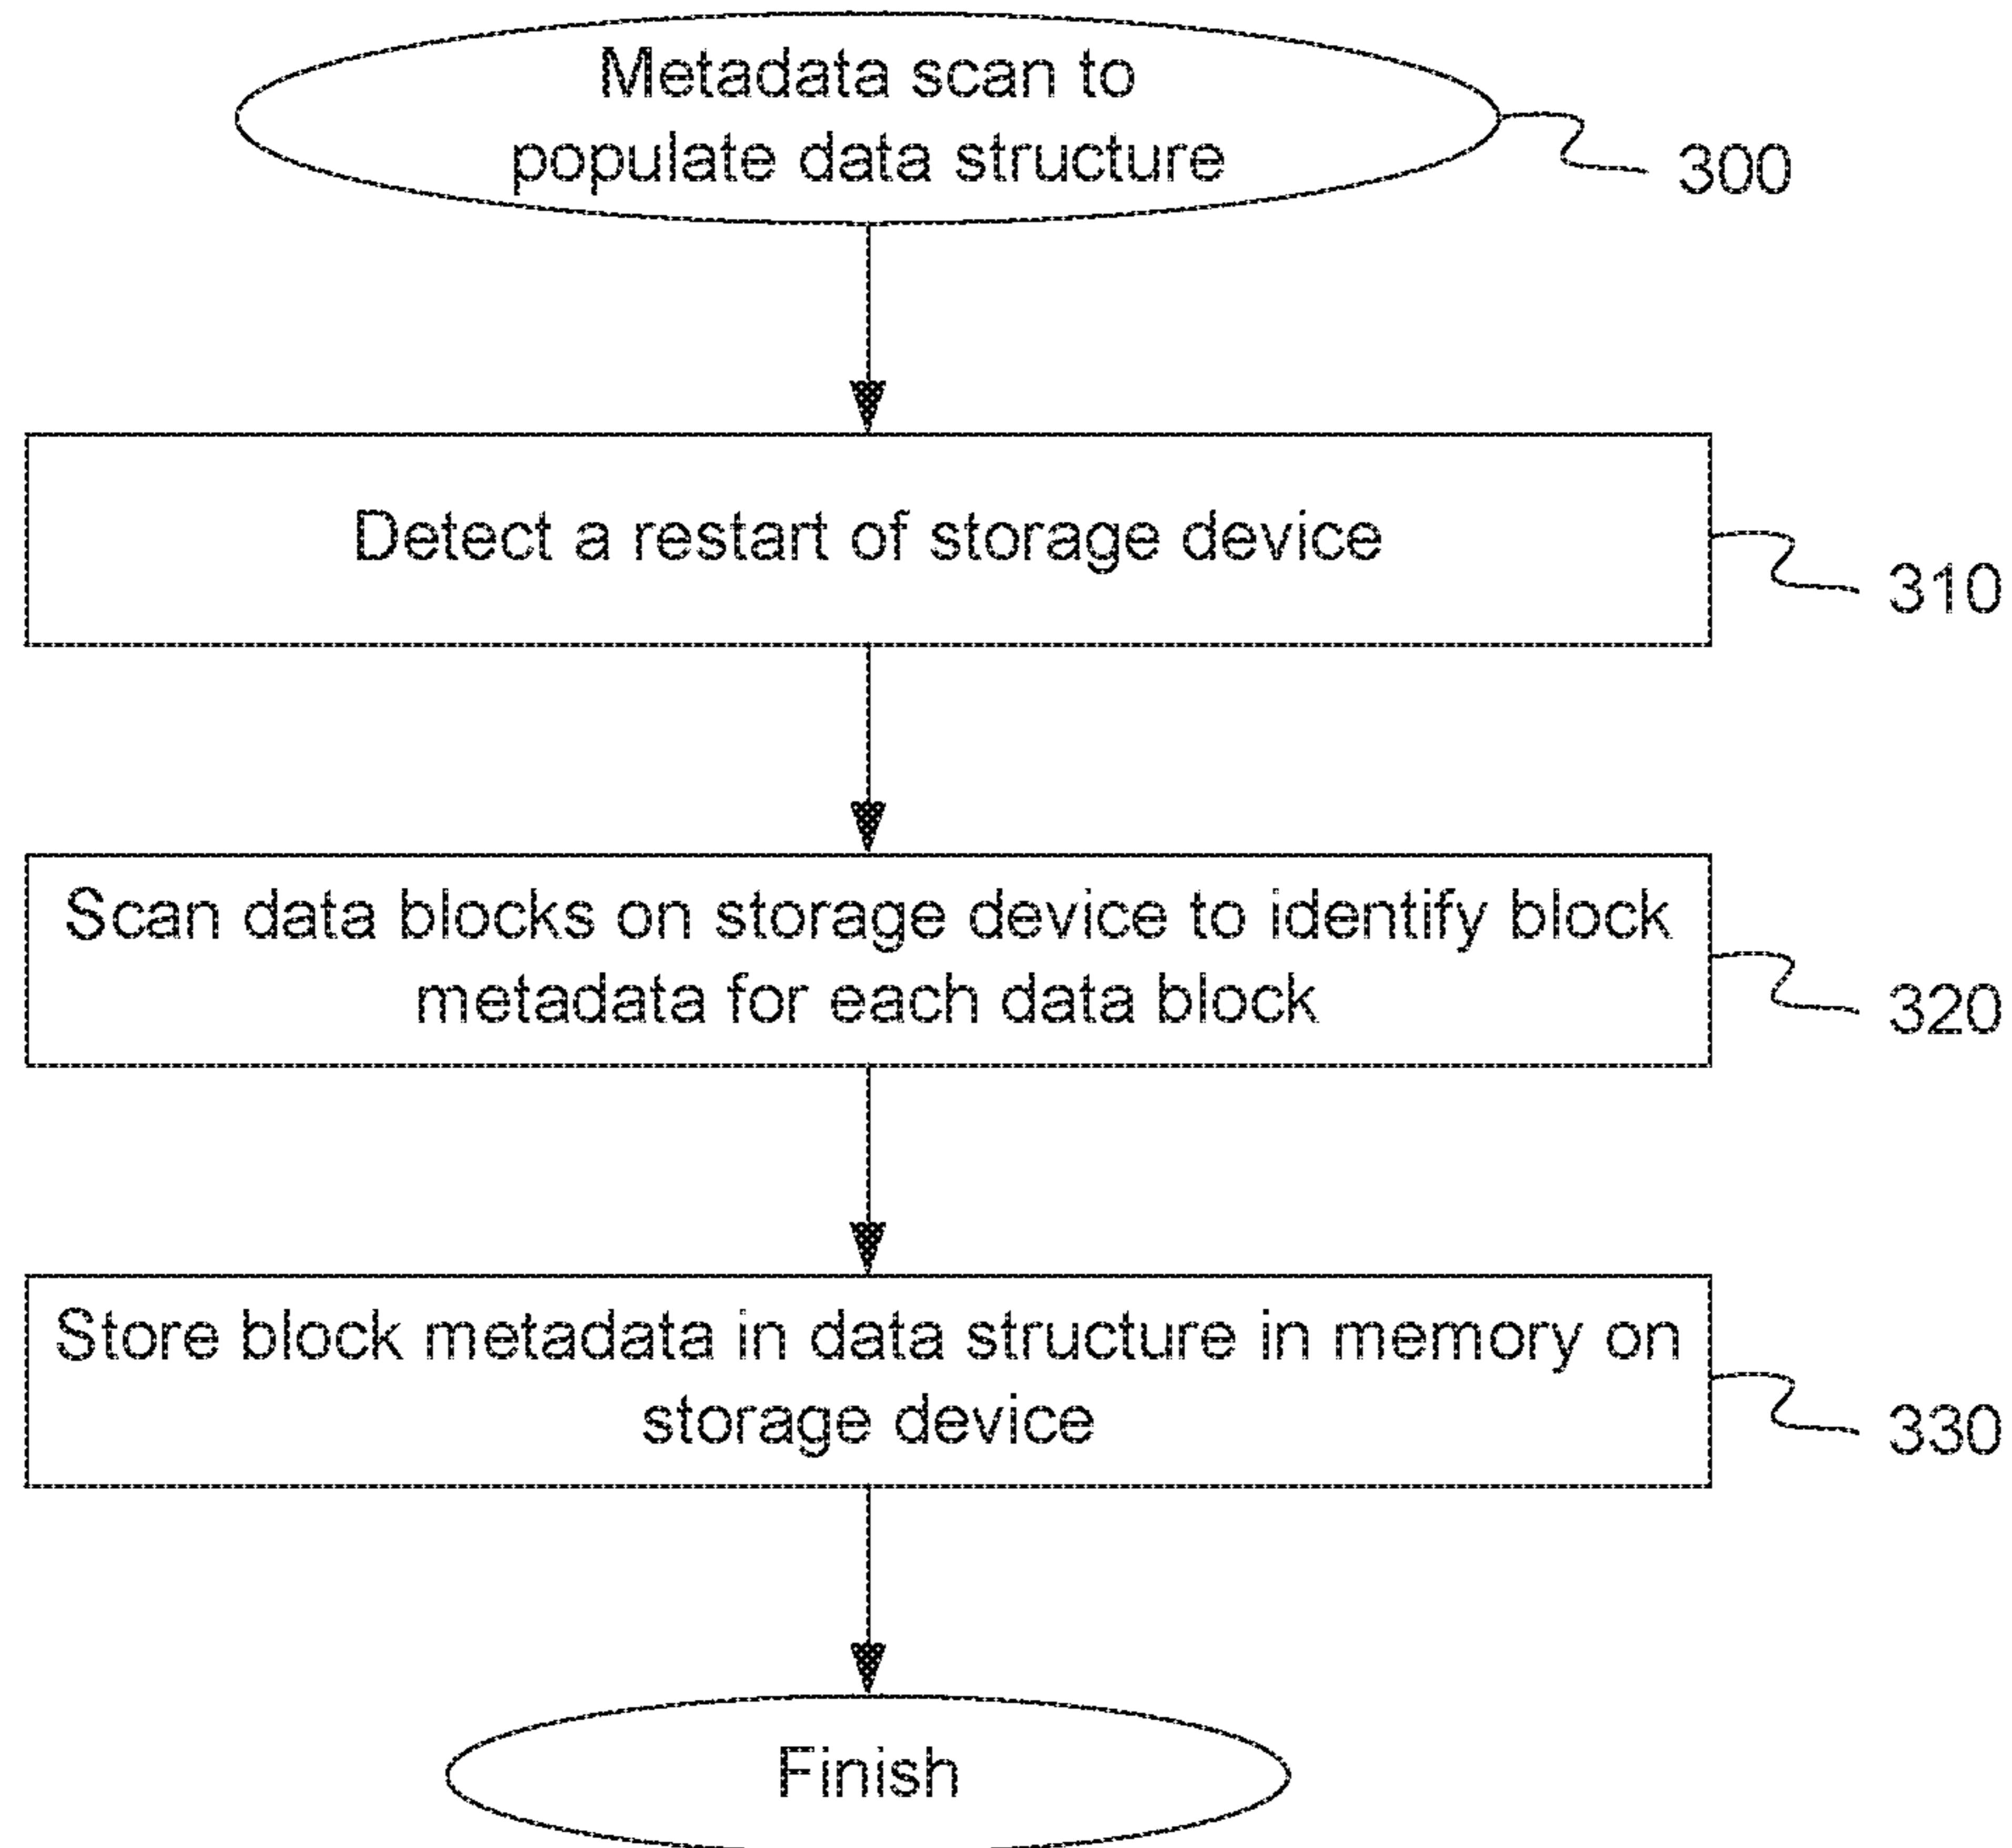 Metadata scan to
populate data structure
300
Detect a restart of storage device
310
Scan data blocks on storage device to identify block
metadata for each data block
320
Store block metadata in data structure in memory on
storage device
330
Finish